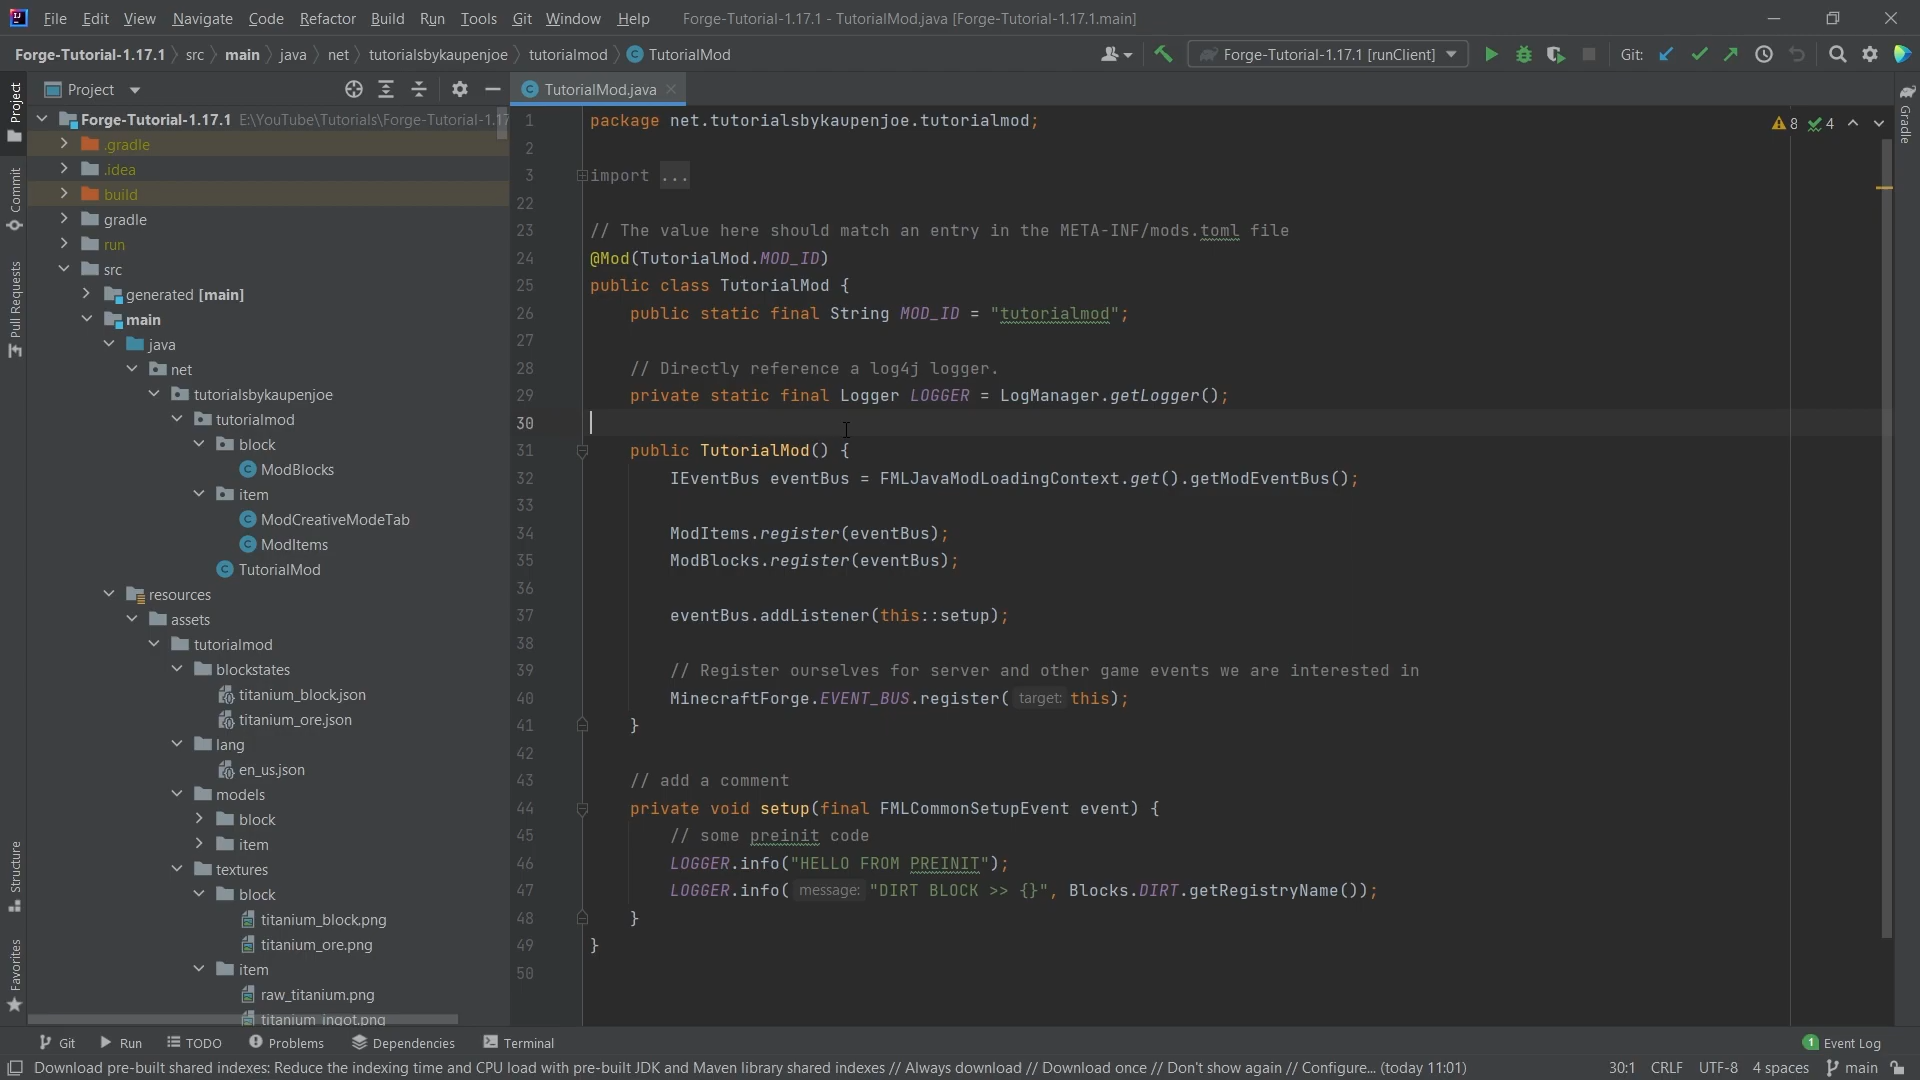 File Edit View Navigate Code Refactor Build Run Tools Git Window Help Forge-Tutorial-1.17.1 - TutorialMod.java [Forge-Tutorial-1.17.1.main]
Forge-Tutorial-1.17.1 src main java net tutorialsbykaupenjoe tutorialmod TutorialMod Forge-Tutorial-1.17.1 [runClient] Git:
Project
TutorialMod.java
Project
Commit
Pull Requests
Structure
Favorites
Forge-Tutorial-1.17.1 E:\YouTube\Tutorials\Forge-Tutorial-1.17
.gradle
.idea
build
gradle
run
src
generated [main]
main
java
net
tutorialsbykaupenjoe
tutorialmod
block
ModBlocks
item
ModCreativeModeTab
ModItems
TutorialMod
resources
assets
tutorialmod
blockstates
titanium_block.json
titanium_ore.json
lang
en_us.json
models
block
item
textures
block
titanium_block.png
titanium_ore.png
item
raw_titanium.png
titanium_ingot.png
1 package net.tutorialsbykaupenjoe.tutorialmod;
2
3 import ...
22
23 // The value here should match an entry in the META-INF/mods.toml file
24 @Mod(TutorialMod.MOD_ID)
25 public class TutorialMod {
26 public static final String MOD_ID = "tutorialmod";
27
28 // Directly reference a log4j logger.
29 private static final Logger LOGGER = LogManager.getLogger();
30
31 public TutorialMod() {
32 IEventBus eventBus = FMLJavaModLoadingContext.get().getModEventBus();
33
34 ModItems.register(eventBus);
35 ModBlocks.register(eventBus);
36
37 eventBus.addListener(this::setup);
38
39 // Register ourselves for server and other game events we are interested in
40 MinecraftForge.EVENT_BUS.register( target: this);
41 }
42
43 // add a comment
44 private void setup(final FMLCommonSetupEvent event) {
45 // some preinit code
46 LOGGER.info("HELLO FROM PREINIT");
47 LOGGER.info( message: "DIRT BLOCK >> {}", Blocks.DIRT.getRegistryName());
48 }
49 }
50
8 4
Gradle
Git Run TODO Problems Dependencies Terminal 1 Event Log
Download pre-built shared indexes: Reduce the indexing time and CPU load with pre-built JDK and Maven library shared indexes // Always download // Download once // Don't show again // Configure... (today 11:01) 30:1 CRLF UTF-8 4 spaces main